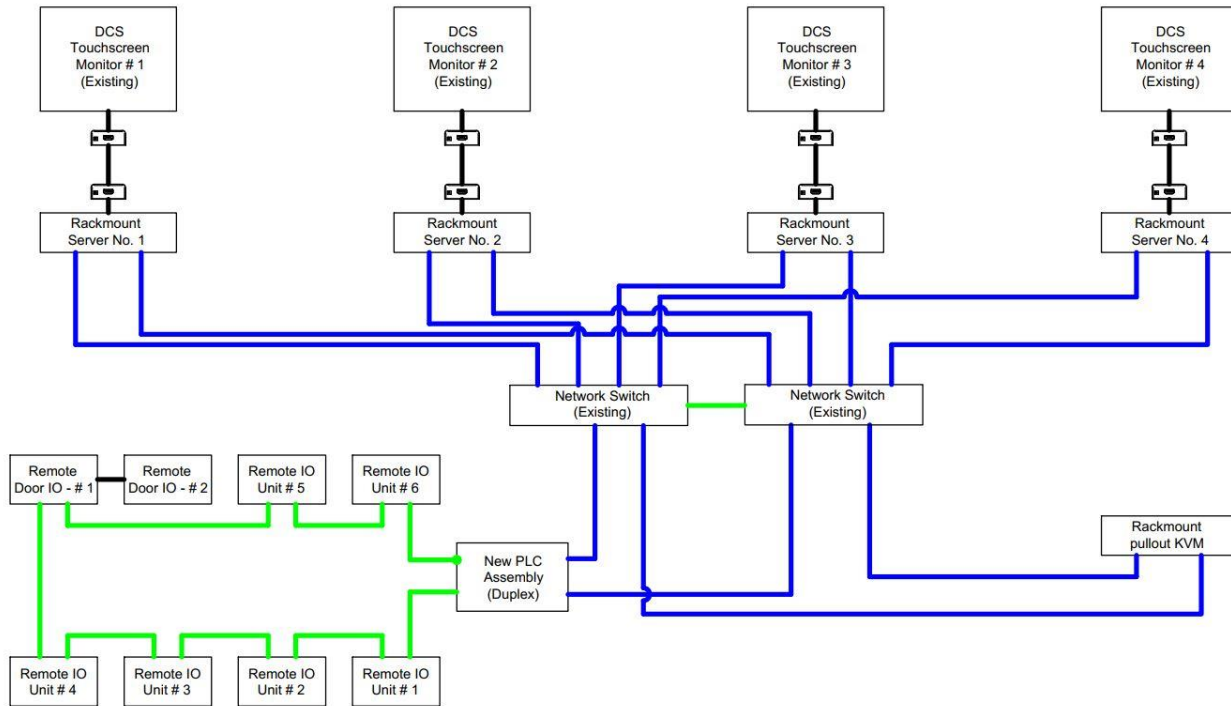 DCS
Touchscreen
Monitor # 1
(Existing)
DCS
Touchscreen
Monitor # 2
(Existing)
DCS
Touchscreen
Monitor # 3
(Existing)
DCS
Touchscreen
Monitor # 4
(Existing)
Rackmount
Server No. 1
Rackmount
Server No. 2
Rackmount
Server No. 3
Rackmount
Server No. 4
Network Switch
(Existing)
Network Switch
(Existing)
Remote
Door IO - # 1
Remote
Door IO - # 2
Remote IO
Unit # 5
Remote IO
Unit # 6
New PLC
Assembly
(Duplex)
Rackmount
pullout KVM
Remote IO
Unit # 4
Remote IO
Unit # 3
Remote IO
Unit # 2
Remote IO
Unit # 1